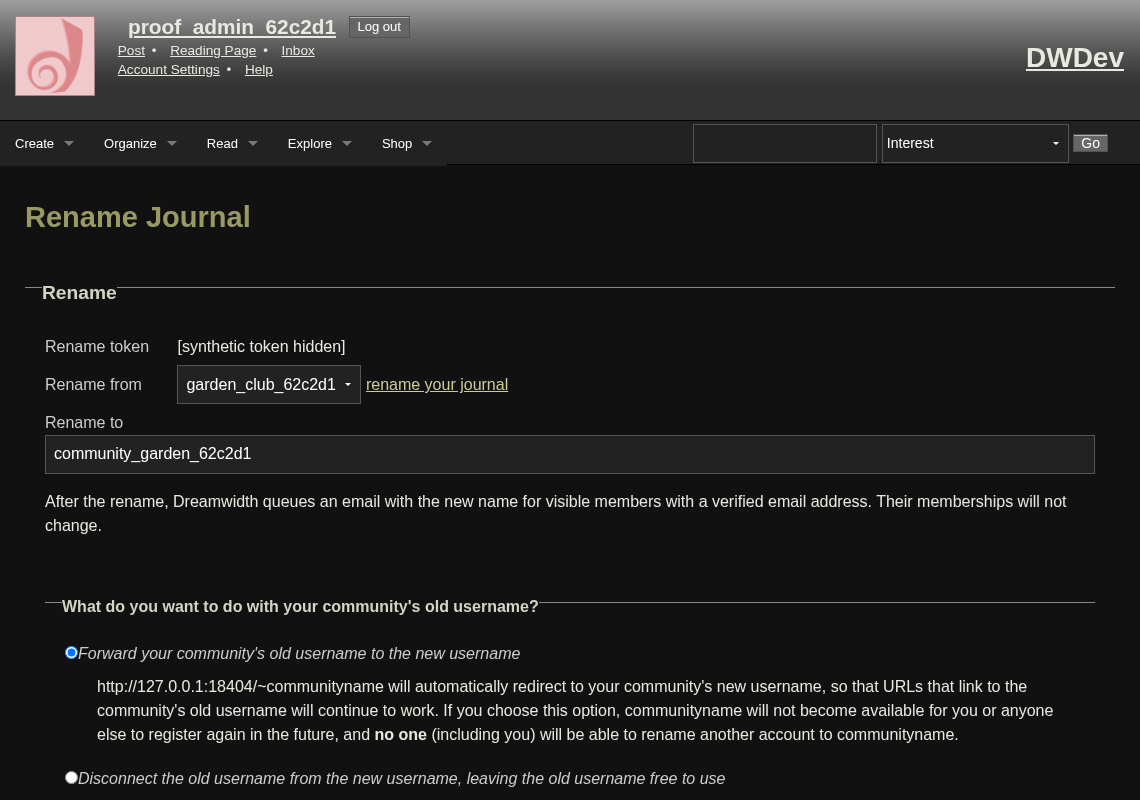 proof_admin_62c2d1 Log out
Post • Reading Page • Inbox
Account Settings • Help
DWDev
Create Organize Read Explore Shop Interest Go
Rename Journal
Rename
Rename token [synthetic token hidden]
Rename from garden_club_62c2d1 rename your journal
Rename to
community_garden_62c2d1
After the rename, Dreamwidth queues an email with the new name for visible members with a verified email address. Their memberships will not
change.
What do you want to do with your community's old username?
Forward your community's old username to the new username
http://127.0.0.1:18404/~communityname will automatically redirect to your community's new username, so that URLs that link to the
community's old username will continue to work. If you choose this option, communityname will not become available for you or anyone
else to register again in the future, and no one (including you) will be able to rename another account to communityname.
Disconnect the old username from the new username, leaving the old username free to use